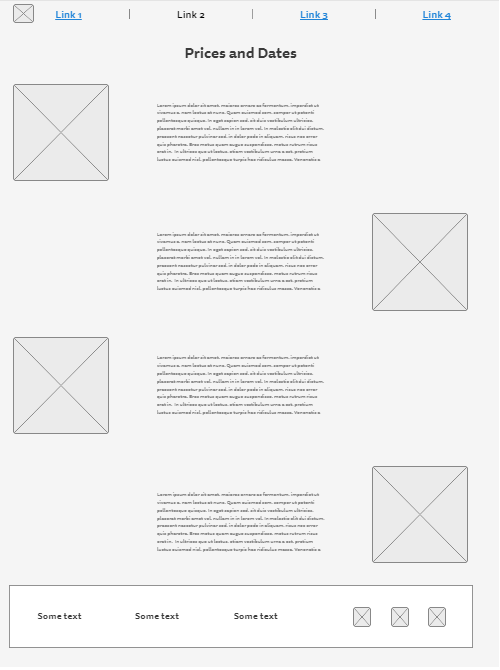 Link 1 | Link 2 | Link 3 | Link 4
Prices and Dates
Lorem ipsum dolor sit amet, maiores ornare ac fermentum, imperdiet ut
vivamus a, nam lectus at nunc. Quam euismod sem, semper ut potenti
pellentesque quisque. In eget sapien sed, sit duis vestibulum ultricies,
placerat morbi amet vel, nullam in in lorem vel. In molestie elit dui dictum,
praesent nascetur pulvinar sed, in dolor pede in aliquam, risus nec error
quis pharetra. Eros metus quam augue suspendisse, metus rutrum risus
erat in. In ultrices quo ut lectus, etiam vestibulum urna a est, pretium
luctus euismod nisl, pellentesque turpis hac ridiculus massa. Venenatis a
Lorem ipsum dolor sit amet, maiores ornare ac fermentum, imperdiet ut
vivamus a, nam lectus at nunc. Quam euismod sem, semper ut potenti
pellentesque quisque. In eget sapien sed, sit duis vestibulum ultricies,
placerat morbi amet vel, nullam in in lorem vel. In molestie elit dui dictum,
praesent nascetur pulvinar sed, in dolor pede in aliquam, risus nec error
quis pharetra. Eros metus quam augue suspendisse, metus rutrum risus
erat in. In ultrices quo ut lectus, etiam vestibulum urna a est, pretium
luctus euismod nisl, pellentesque turpis hac ridiculus massa. Venenatis a
Lorem ipsum dolor sit amet, maiores ornare ac fermentum, imperdiet ut
vivamus a, nam lectus at nunc. Quam euismod sem, semper ut potenti
pellentesque quisque. In eget sapien sed, sit duis vestibulum ultricies,
placerat morbi amet vel, nullam in in lorem vel. In molestie elit dui dictum,
praesent nascetur pulvinar sed, in dolor pede in aliquam, risus nec error
quis pharetra. Eros metus quam augue suspendisse, metus rutrum risus
erat in. In ultrices quo ut lectus, etiam vestibulum urna a est, pretium
luctus euismod nisl, pellentesque turpis hac ridiculus massa. Venenatis a
Lorem ipsum dolor sit amet, maiores ornare ac fermentum, imperdiet ut
vivamus a, nam lectus at nunc. Quam euismod sem, semper ut potenti
pellentesque quisque. In eget sapien sed, sit duis vestibulum ultricies,
placerat morbi amet vel, nullam in in lorem vel. In molestie elit dui dictum,
praesent nascetur pulvinar sed, in dolor pede in aliquam, risus nec error
quis pharetra. Eros metus quam augue suspendisse, metus rutrum risus
erat in. In ultrices quo ut lectus, etiam vestibulum urna a est, pretium
luctus euismod nisl, pellentesque turpis hac ridiculus massa. Venenatis a
Some text Some text Some text